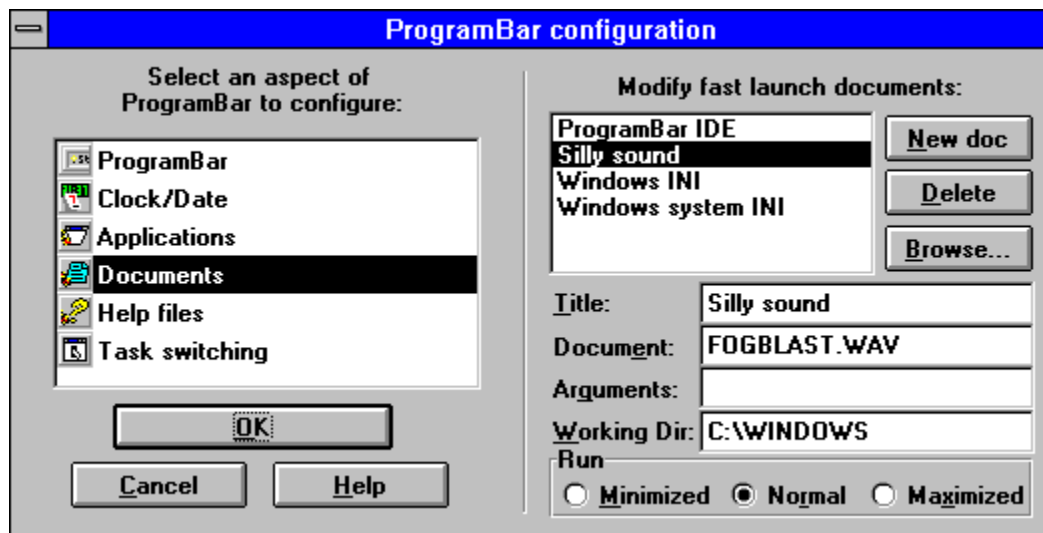 ProgramBar configuration
Select an aspect of
ProgramBar to configure:
ProgramBar
Clock/Date
Applications
Documents
Help files
Task switching
OK
Cancel
Help
Modify fast launch documents:
ProgramBar IDE
Silly sound
Windows INI
Windows system INI
New doc
Delete
Browse...
Title: Silly sound
Document: FOGBLAST.WAV
Arguments:
Working Dir: C:\WINDOWS
Run
Minimized Normal Maximized